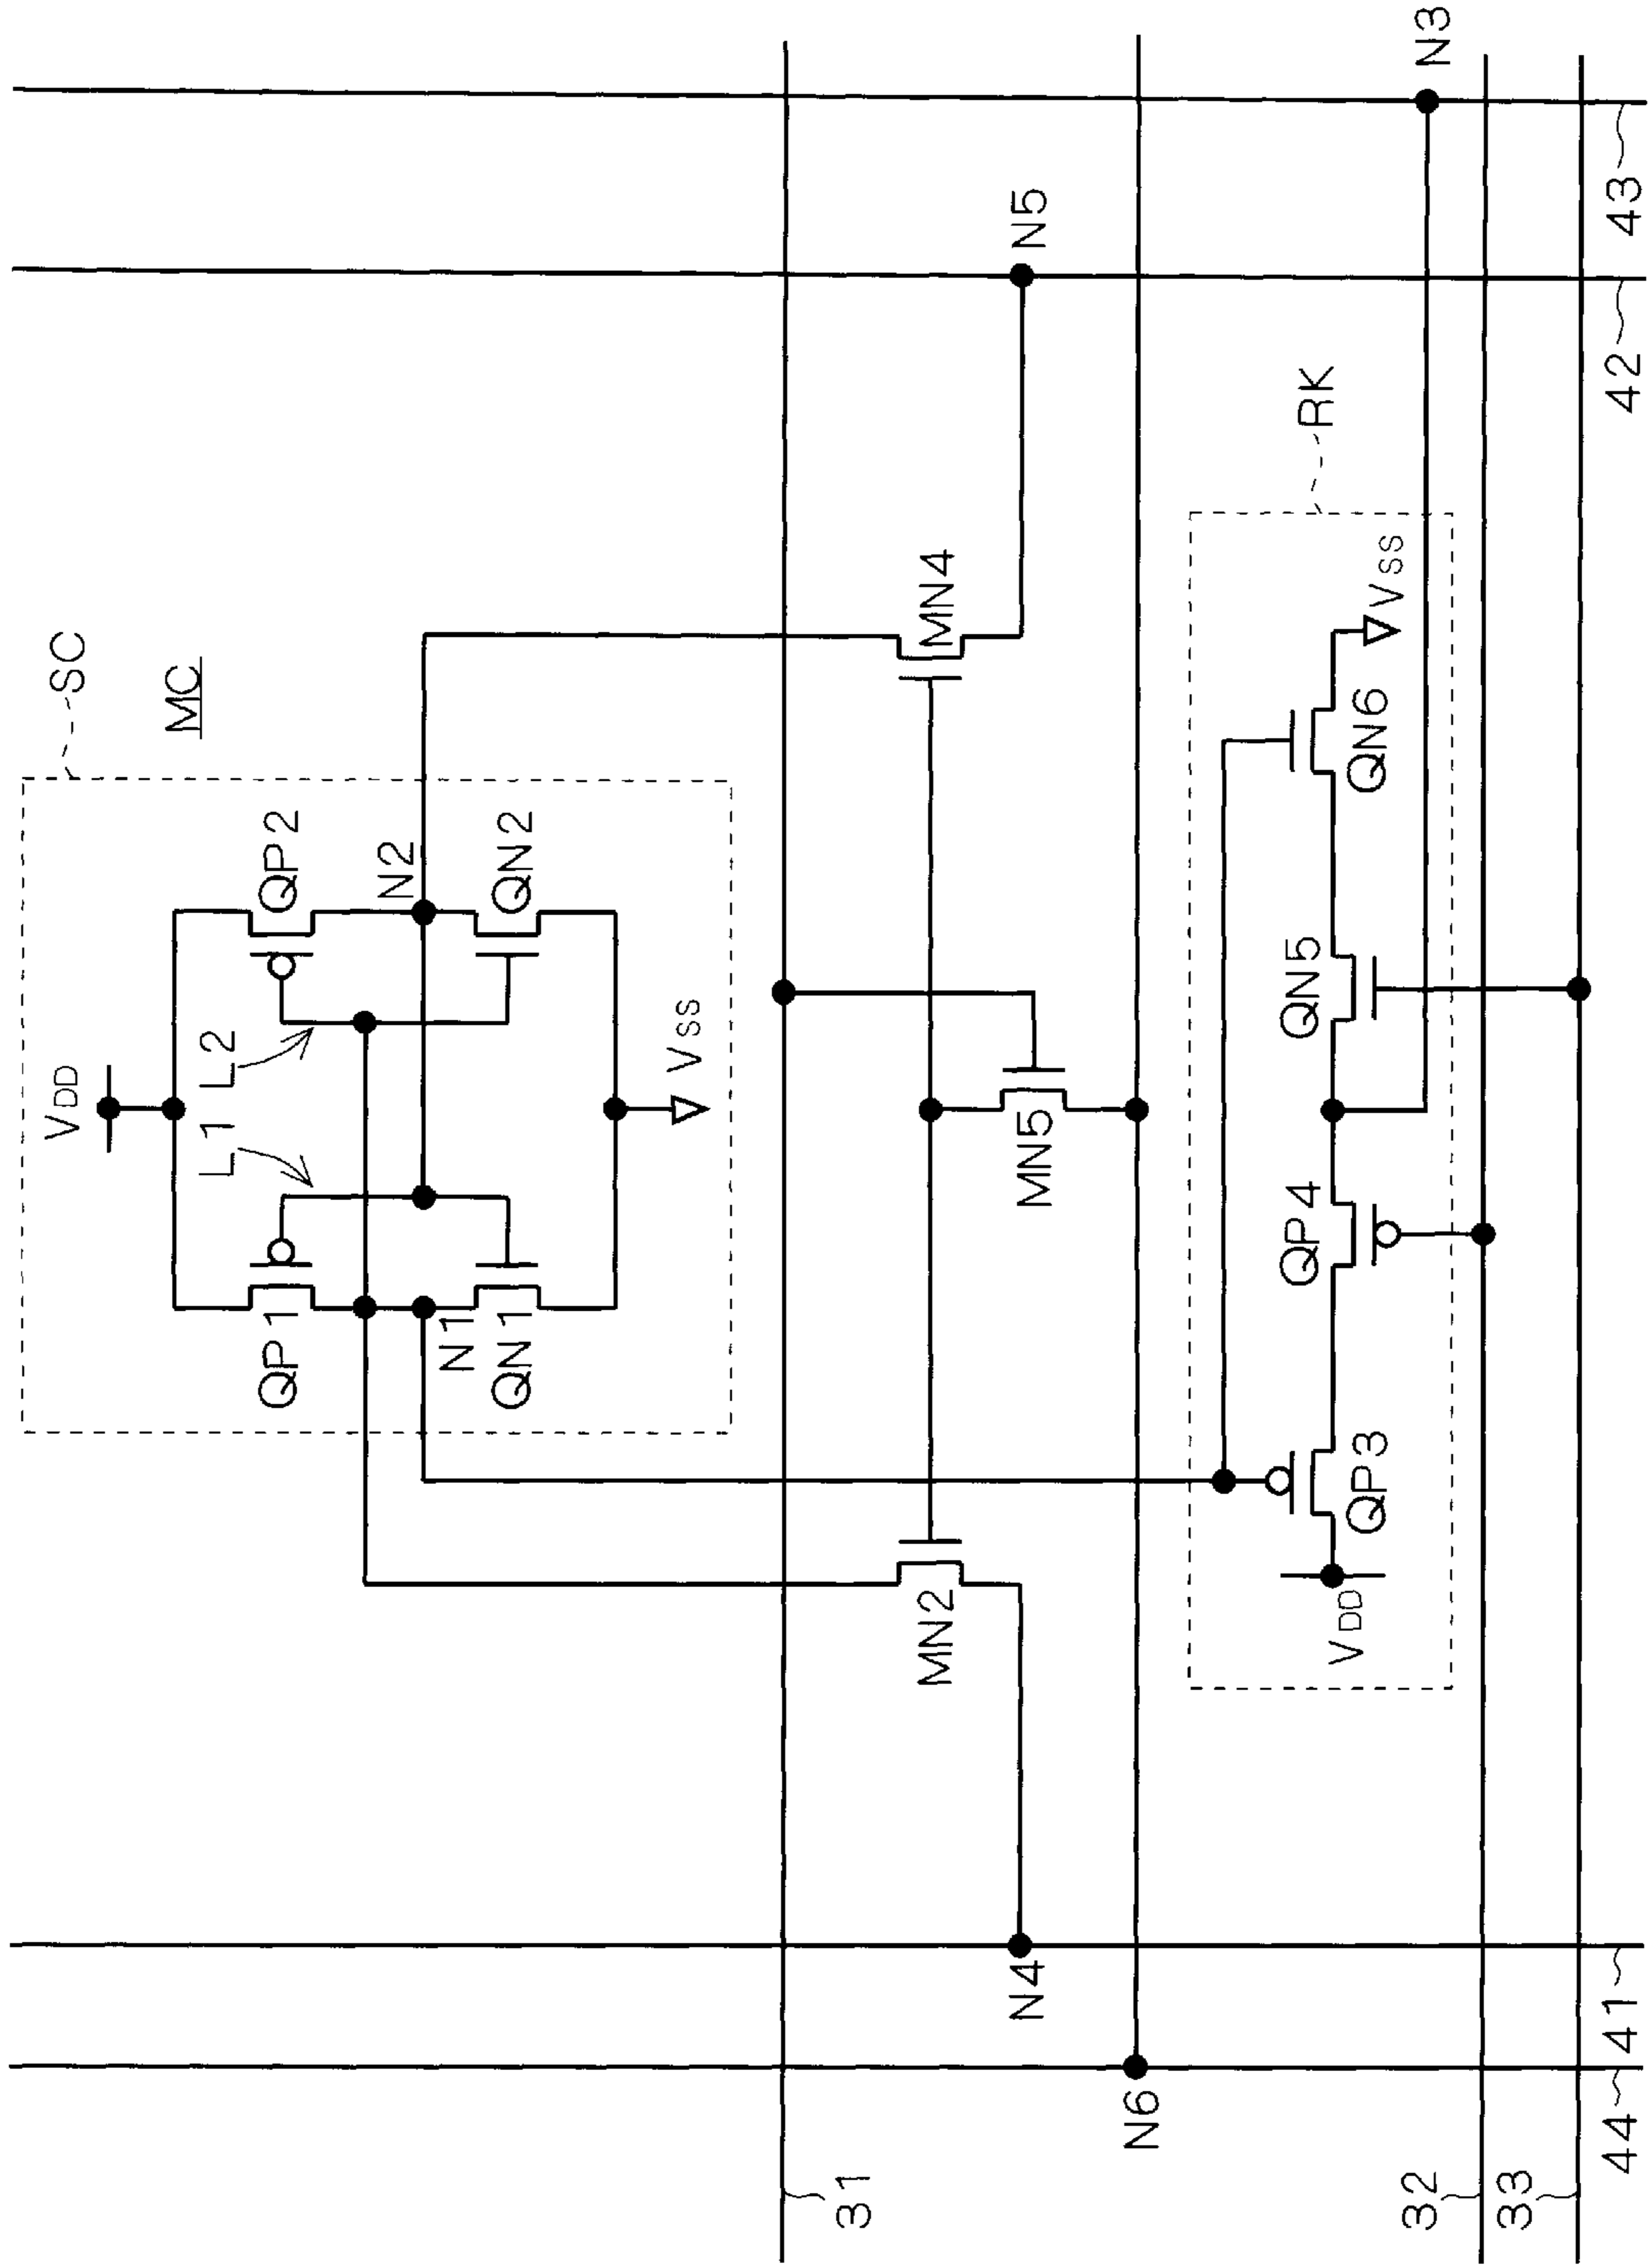 SC
MC
VDD
L1
L2
QP1
QP2
N2
N1
QN1
QN2
VSS
31
MN2
MN4
MN5
N4
N5
N6
RK
VDD
QP3
QP4
QN5
QN6
VSS
N3
32
33
44
41
42
43